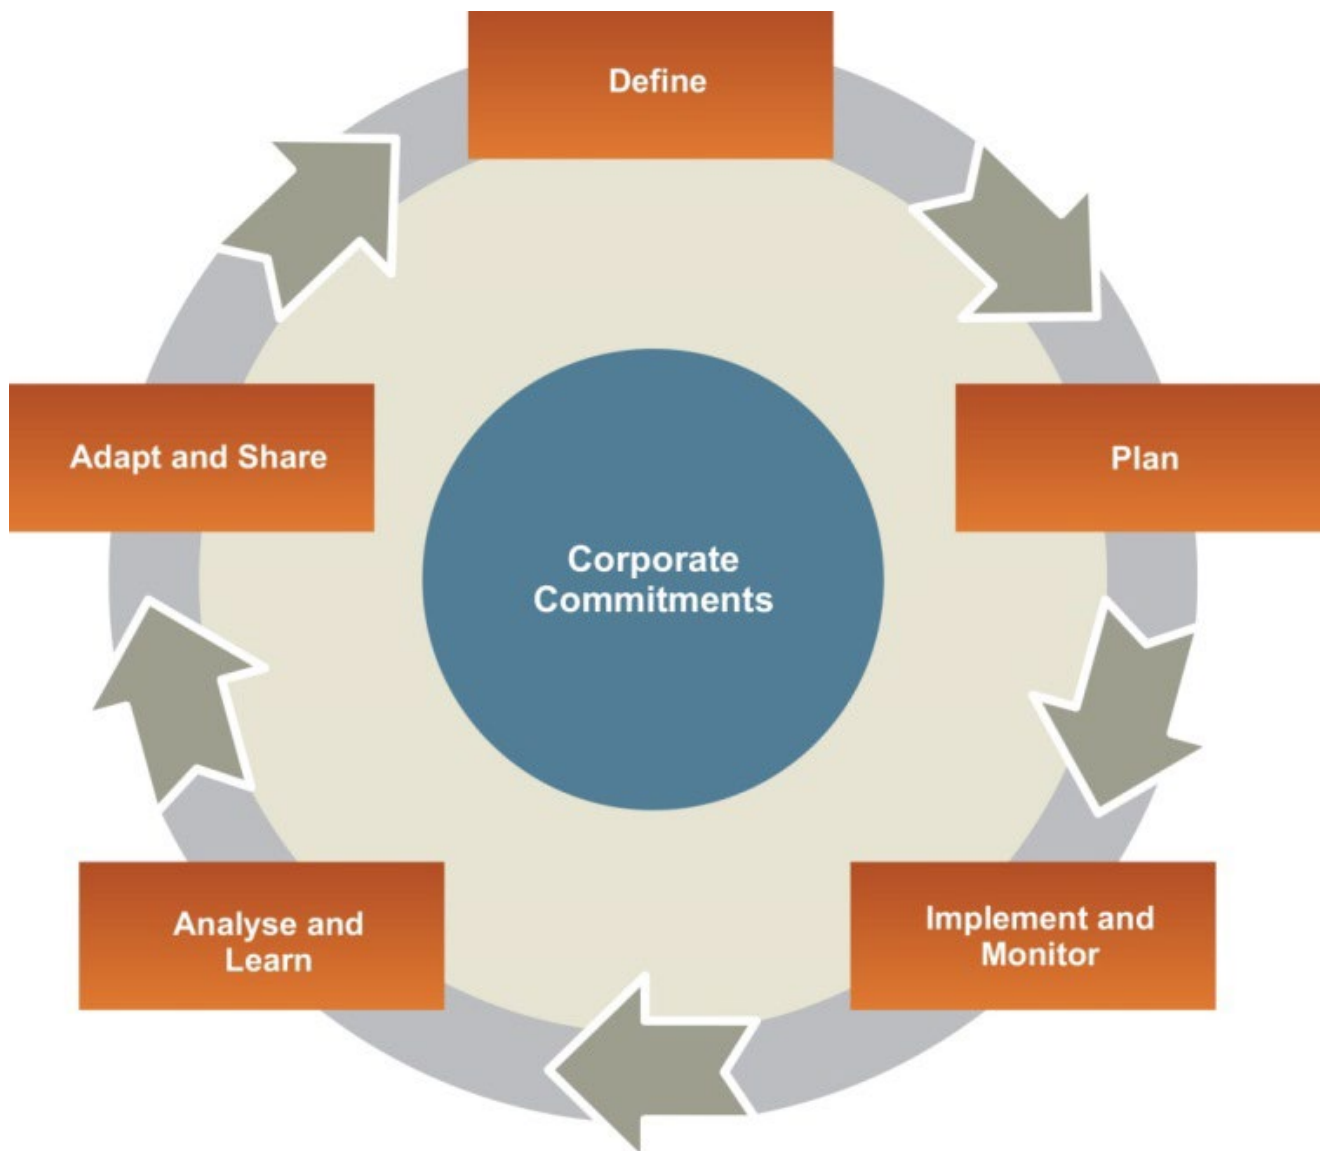 Define
Adapt and Share
Plan
Corporate
Commitments
Analyse and
Learn
Implement and
Monitor